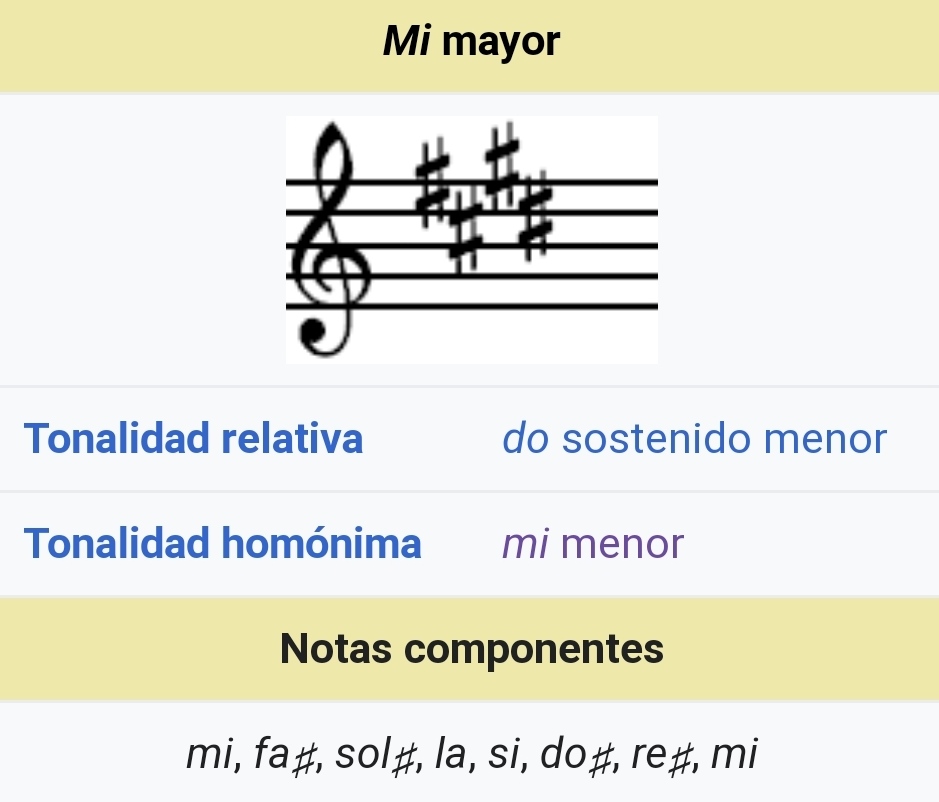 Mi mayor
Tonalidad relativa do sostenido menor
Tonalidad homónima mi menor
Notas componentes
mi, fa♯, sol♯, la, si, do♯, re♯, mi